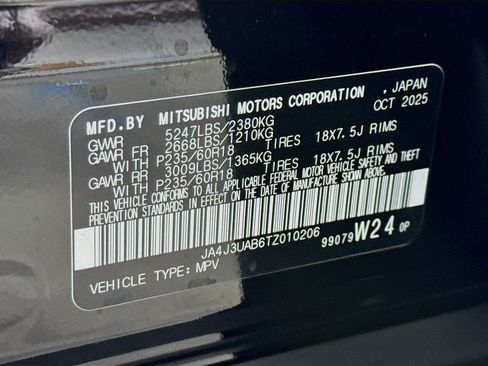 MFD.BY MITSUBISHI MOTORS CORPORATION , JAPAN
GVWR 5247LBS/2380KG OCT 2025
GAWR FR 2668LBS/1210KG
WITH P235/60R18 TIRES 18X7.5J RIMS
GAWR RR 3009LBS/1365KG
WITH P235/60R18 TIRES 18X7.5J RIMS
THIS VEHICLE CONFORMS TO ALL APPLICABLE FEDERAL MOTOR VEHICLE SAFETY AND THEFT
PREVENTION STANDARDS IN EFFECT ON THE DATE OF MANUFACTURE SHOWN ABOVE.
JA4J3UAB6TZ010206
99079 W24 0P
VEHICLE TYPE: MPV